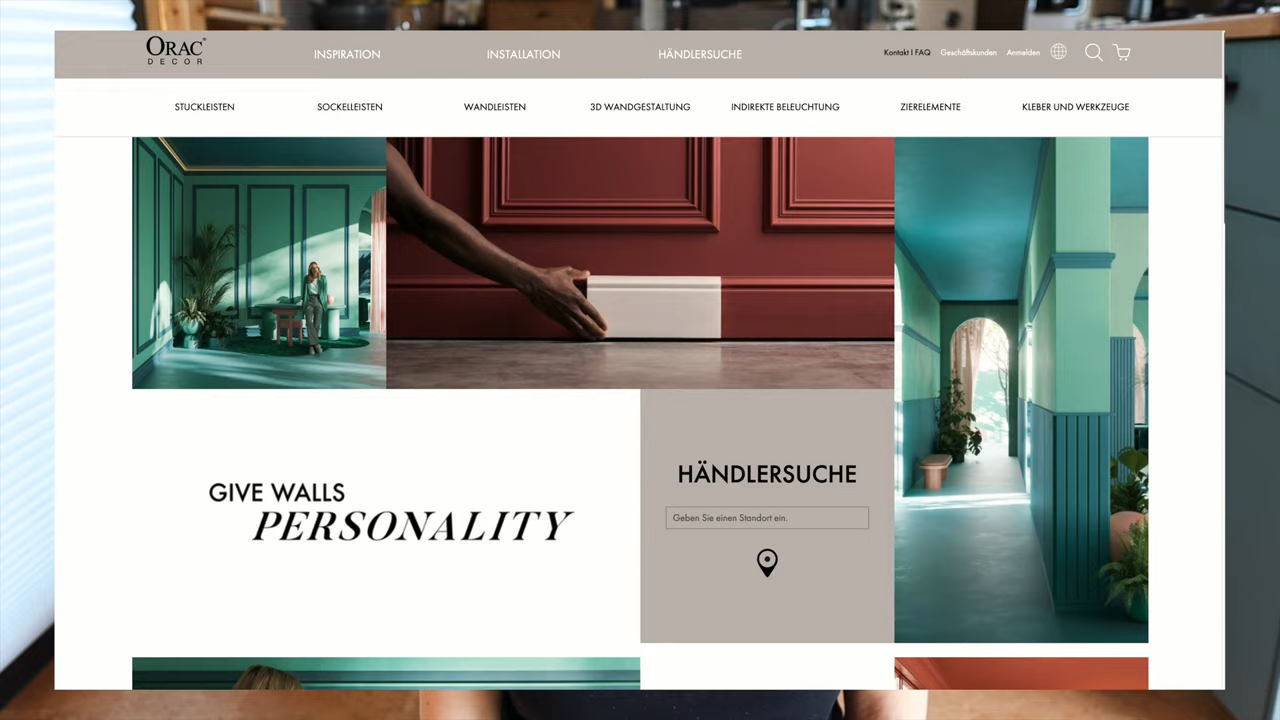 ORAC®
DECOR
INSPIRATION
INSTALLATION
HÄNDLERSUCHE
Kontakt I FAQ
Geschäftskunden
Anmelden
STUCKLEISTEN
SOCKELLEISTEN
WANDLEISTEN
3D WANDGESTALTUNG
INDIREKTE BELEUCHTUNG
ZIERELEMENTE
KLEBER UND WERKZEUGE
GIVE WALLS
PERSONALITY
HÄNDLERSUCHE
Geben Sie einen Standort ein.